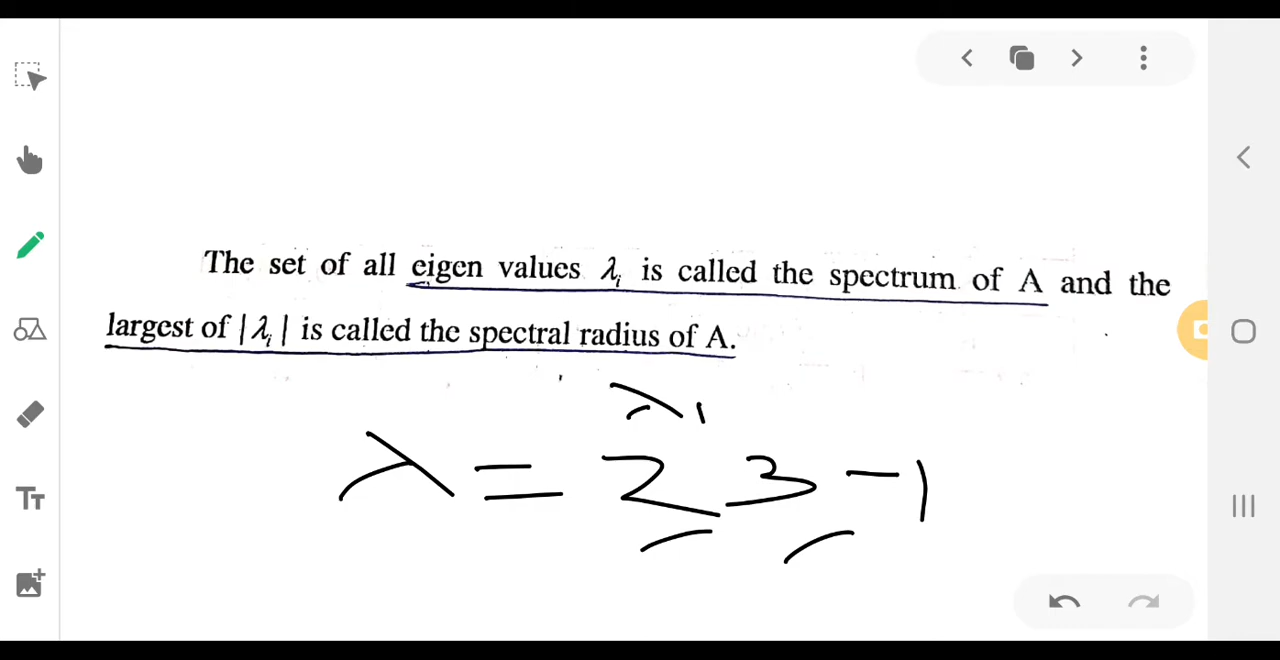 The set of all eigen values λi is called the spectrum of A and the
largest of |λi| is called the spectral radius of A.
λ1
λ = 2 3 -1